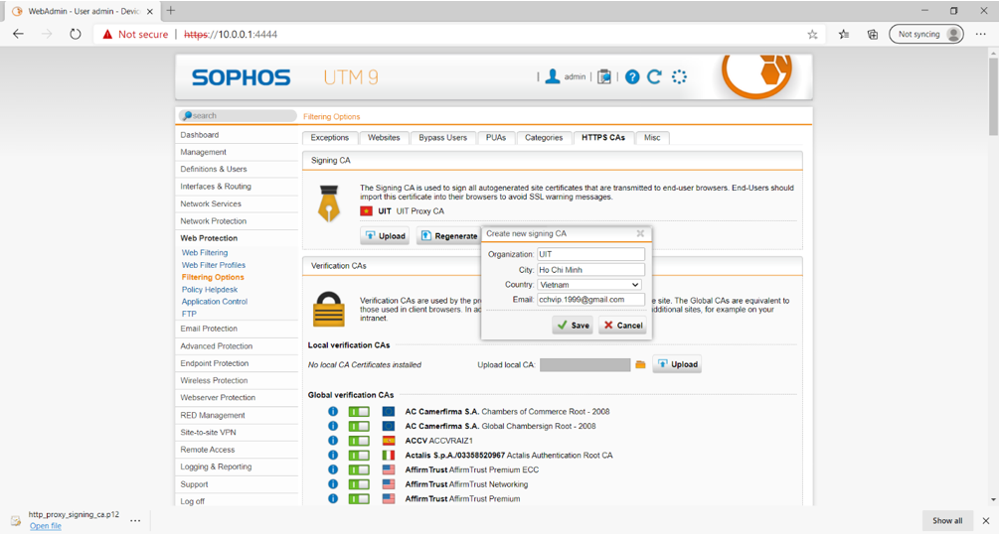 WebAdmin - User admin - Devic
Not secure | https://10.0.0.1:4444
Not syncing
SOPHOS UTM 9
admin
search
Filtering Options
Dashboard
Management
Definitions & Users
Interfaces & Routing
Network Services
Network Protection
Web Protection
Web Filtering
Web Filter Profiles
Filtering Options
Policy Helpdesk
Application Control
FTP
Email Protection
Advanced Protection
Endpoint Protection
Wireless Protection
Webserver Protection
RED Management
Site-to-site VPN
Remote Access
Logging & Reporting
Support
Log off
Exceptions Websites Bypass Users PUAs Categories HTTPS CAs Misc
Signing CA
The Signing CA is used to sign all autogenerated site certificates that are transmitted to end-user browsers. End-Users should
import this certificate into their browsers to avoid SSL warning messages.
UIT UIT Proxy CA
Upload Regenerate
Create new signing CA
Organization: UIT
City: Ho Chi Minh
Country: Vietnam
Email: cchvip.1999@gmail.com
Save Cancel
Verification CAs
Verification CAs are used by the pro e site. The Global CAs are equivalent to
those used in client browsers. In ad dditional sites, for example on your
intranet.
Local verification CAs
No local CA Certificates installed Upload local CA: Upload
Global verification CAs
AC Camerfirma S.A. Chambers of Commerce Root - 2008
AC Camerfirma S.A. Global Chambersign Root - 2008
ACCV ACCVRAIZ1
Actalis S.p.A./03358520967 Actalis Authentication Root CA
AffirmTrust AffirmTrust Premium ECC
AffirmTrust AffirmTrust Networking
AffirmTrust AffirmTrust Premium
http_proxy_signing_ca.p12
Open file
Show all